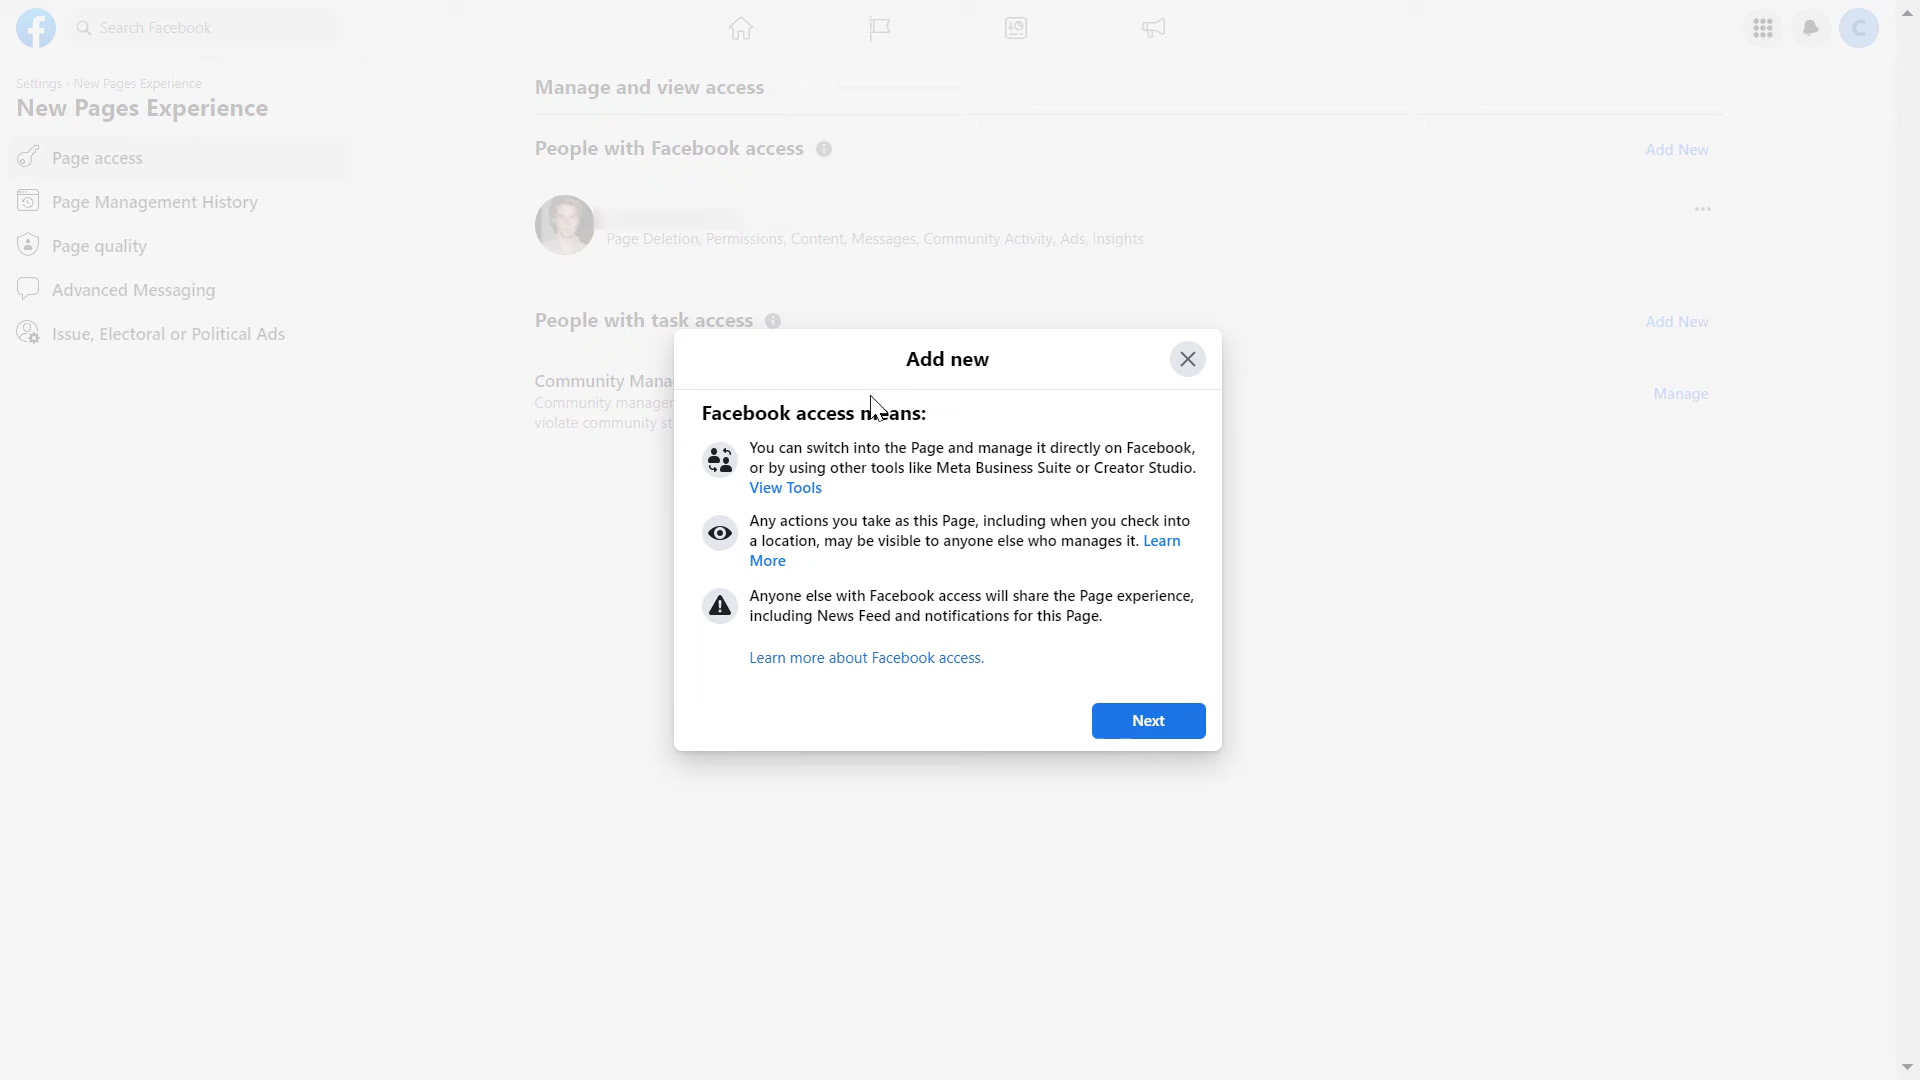 Search Facebook
C
Settings › New Pages Experience
New Pages Experience
Page access
Page Management History
Page quality
Advanced Messaging
Issue, Electoral or Political Ads
Manage and view access
People with Facebook access
Add New
Page Deletion, Permissions, Content, Messages, Community Activity, Ads, Insights
People with task access
Add New
Community
Manage
Community
violate community
Add new
Facebook access means:
You can switch into the Page and manage it directly on Facebook,
or by using other tools like Meta Business Suite or Creator Studio.
View Tools
Any actions you take as this Page, including when you check into
a location, may be visible to anyone else who manages it. Learn
More
Anyone else with Facebook access will share the Page experience,
including News Feed and notifications for this Page.
Learn more about Facebook access.
Next